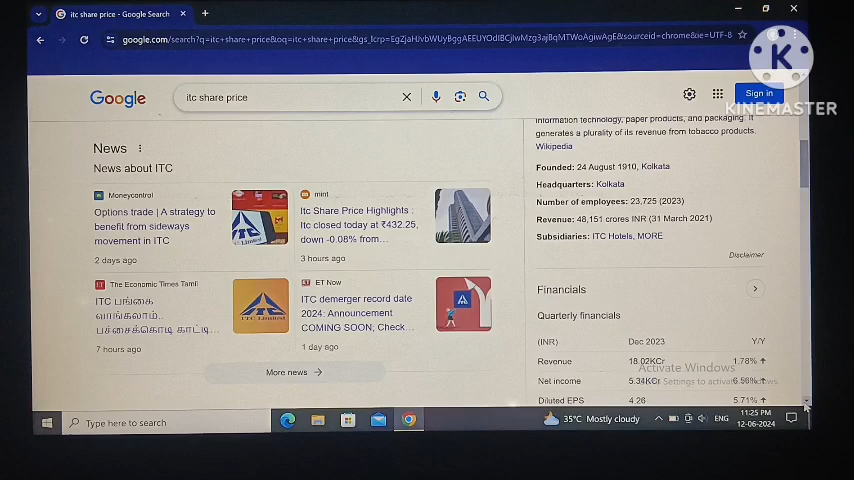 itc share price - Google Search
google.com/search?q=itc+share+price&oq=itc+share+price&gs_lcrp=EgZjaHJvbWUyBggAEEUYOdIBCjIwMzg3ajBqMTWoAgiwAgE&sourceid=chrome&ie=UTF-8
Google
itc share price
Sign in
KINEMASTER
News
News about ITC
Moneycontrol
Options trade | A strategy to
benefit from sideways
movement in ITC
2 days ago
mint
Itc Share Price Highlights :
Itc closed today at ₹432.25,
down -0.08% from...
3 hours ago
The Economic Times Tamil
ITC பங்கை
வாங்கலாம்..
பச்சைக்கொடி காட்டி...
7 hours ago
ITC Limited
ET Now
ITC demerger record date
2024: Announcement
COMING SOON; Check...
1 day ago
More news
information technology, paper products, and packaging. It
generates a plurality of its revenue from tobacco products.
Wikipedia
Founded: 24 August 1910, Kolkata
Headquarters: Kolkata
Number of employees: 23,725 (2023)
Revenue: 48,151 crores INR (31 March 2021)
Subsidiaries: ITC Hotels, MORE
Disclaimer
Financials
Quarterly financials
(INR) Dec 2023 Y/Y
Revenue 18.02KCr 1.78%
Activate Windows
Net income 5.34KCr 6.56%
Settings to activate
Diluted EPS 4.26 5.71%
Type here to search
35°C Mostly cloudy
ENG
11:25 PM
12-06-2024